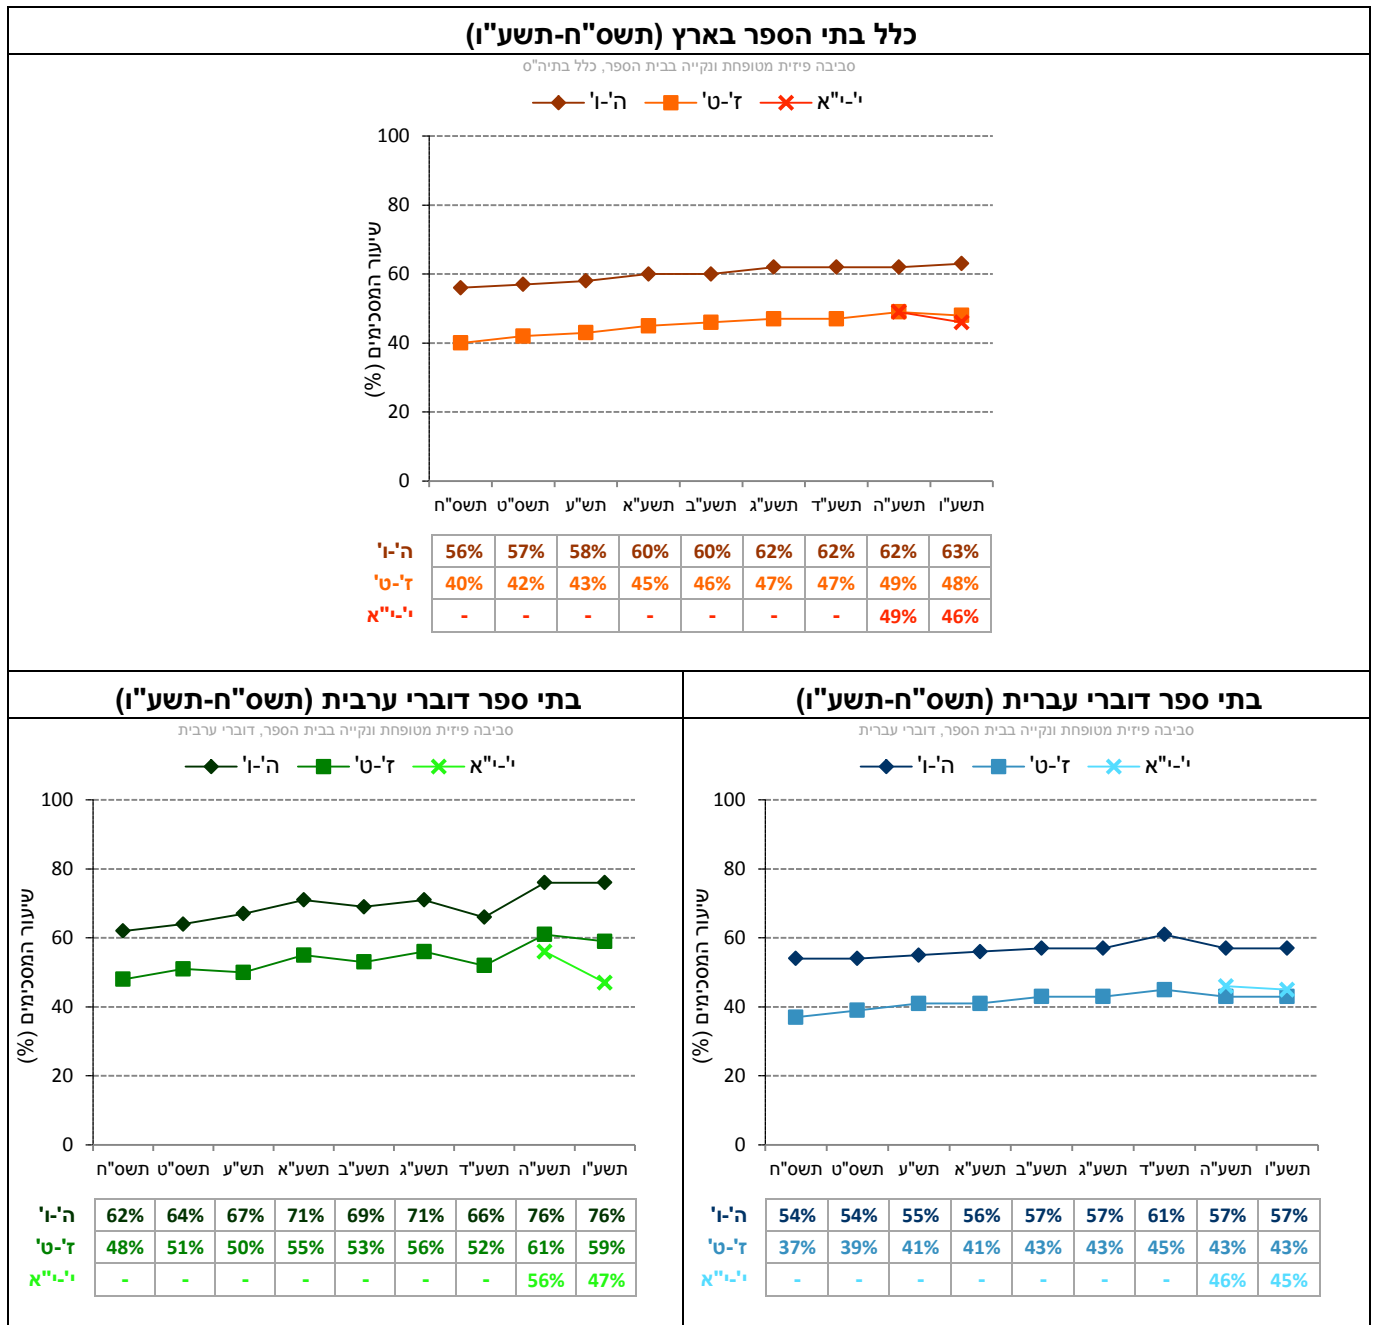 כלל בתי הספר בארץ (תשס"ח-תשע"ו)
סביבה פיזית מטופחת ונקייה בבית הספר, כלל בתיה"ס
ה'-ו' ז'-ט' י'-י"א
שיעור המסכימים (%)
100
80
60
40
20
0
תשס"ח תשס"ט תש"ע תשע"א תשע"ב תשע"ג תשע"ד תשע"ה תשע"ו
ה'-ו' 56% 57% 58% 60% 60% 62% 62% 62% 63%
ז'-ט' 40% 42% 43% 45% 46% 47% 47% 49% 48%
י'-י"א - - - - - - - 49% 46%
בתי ספר דוברי עברית (תשס"ח-תשע"ו)
סביבה פיזית מטופחת ונקייה בבית הספר, דוברי עברית
ה'-ו' ז'-ט' י'-י"א
שיעור המסכימים (%)
100
80
60
40
20
0
תשס"ח תשס"ט תש"ע תשע"א תשע"ב תשע"ג תשע"ד תשע"ה תשע"ו
ה'-ו' 54% 54% 55% 56% 57% 57% 61% 57% 57%
ז'-ט' 37% 39% 41% 41% 43% 43% 45% 43% 43%
י'-י"א - - - - - - - 46% 45%
בתי ספר דוברי ערבית (תשס"ח-תשע"ו)
סביבה פיזית מטופחת ונקייה בבית הספר, דוברי ערבית
ה'-ו' ז'-ט' י'-י"א
שיעור המסכימים (%)
100
80
60
40
20
0
תשס"ח תשס"ט תש"ע תשע"א תשע"ב תשע"ג תשע"ד תשע"ה תשע"ו
ה'-ו' 62% 64% 67% 71% 69% 71% 66% 76% 76%
ז'-ט' 48% 51% 50% 55% 53% 56% 52% 61% 59%
י'-י"א - - - - - - - 56% 47%